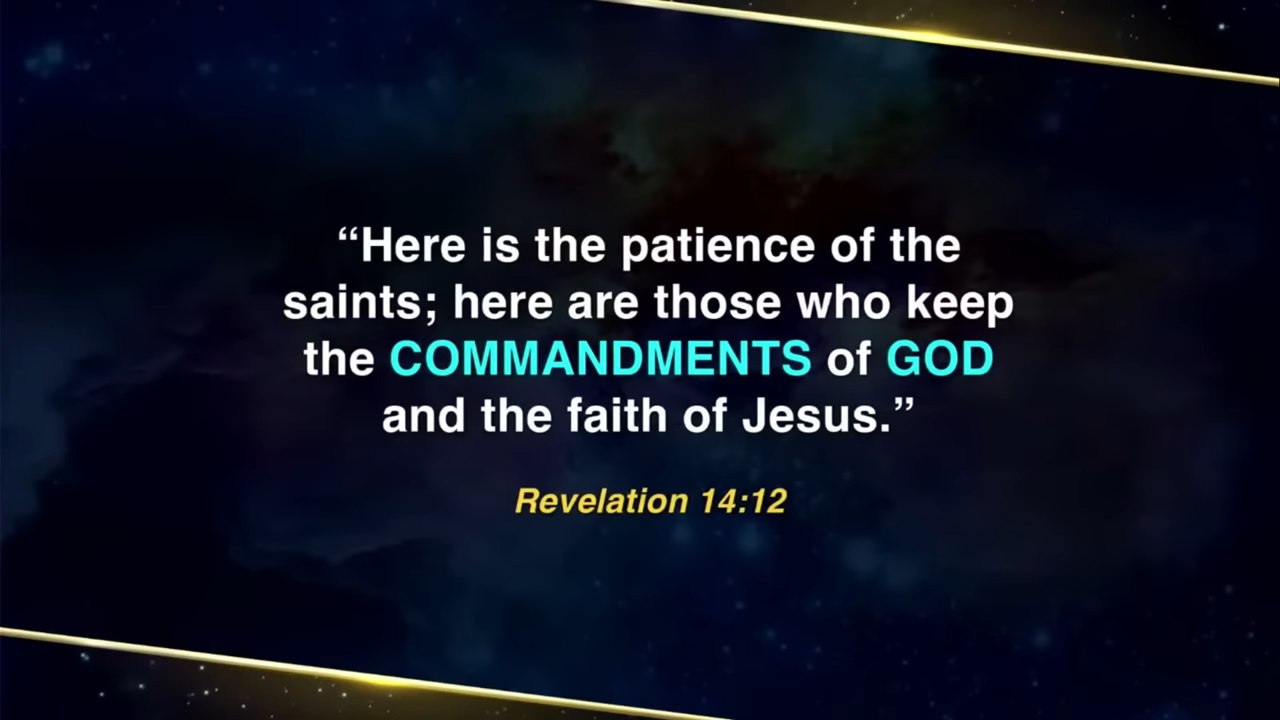 “Here is the patience of the
saints; here are those who keep
the COMMANDMENTS of GOD
and the faith of Jesus.”
Revelation 14:12